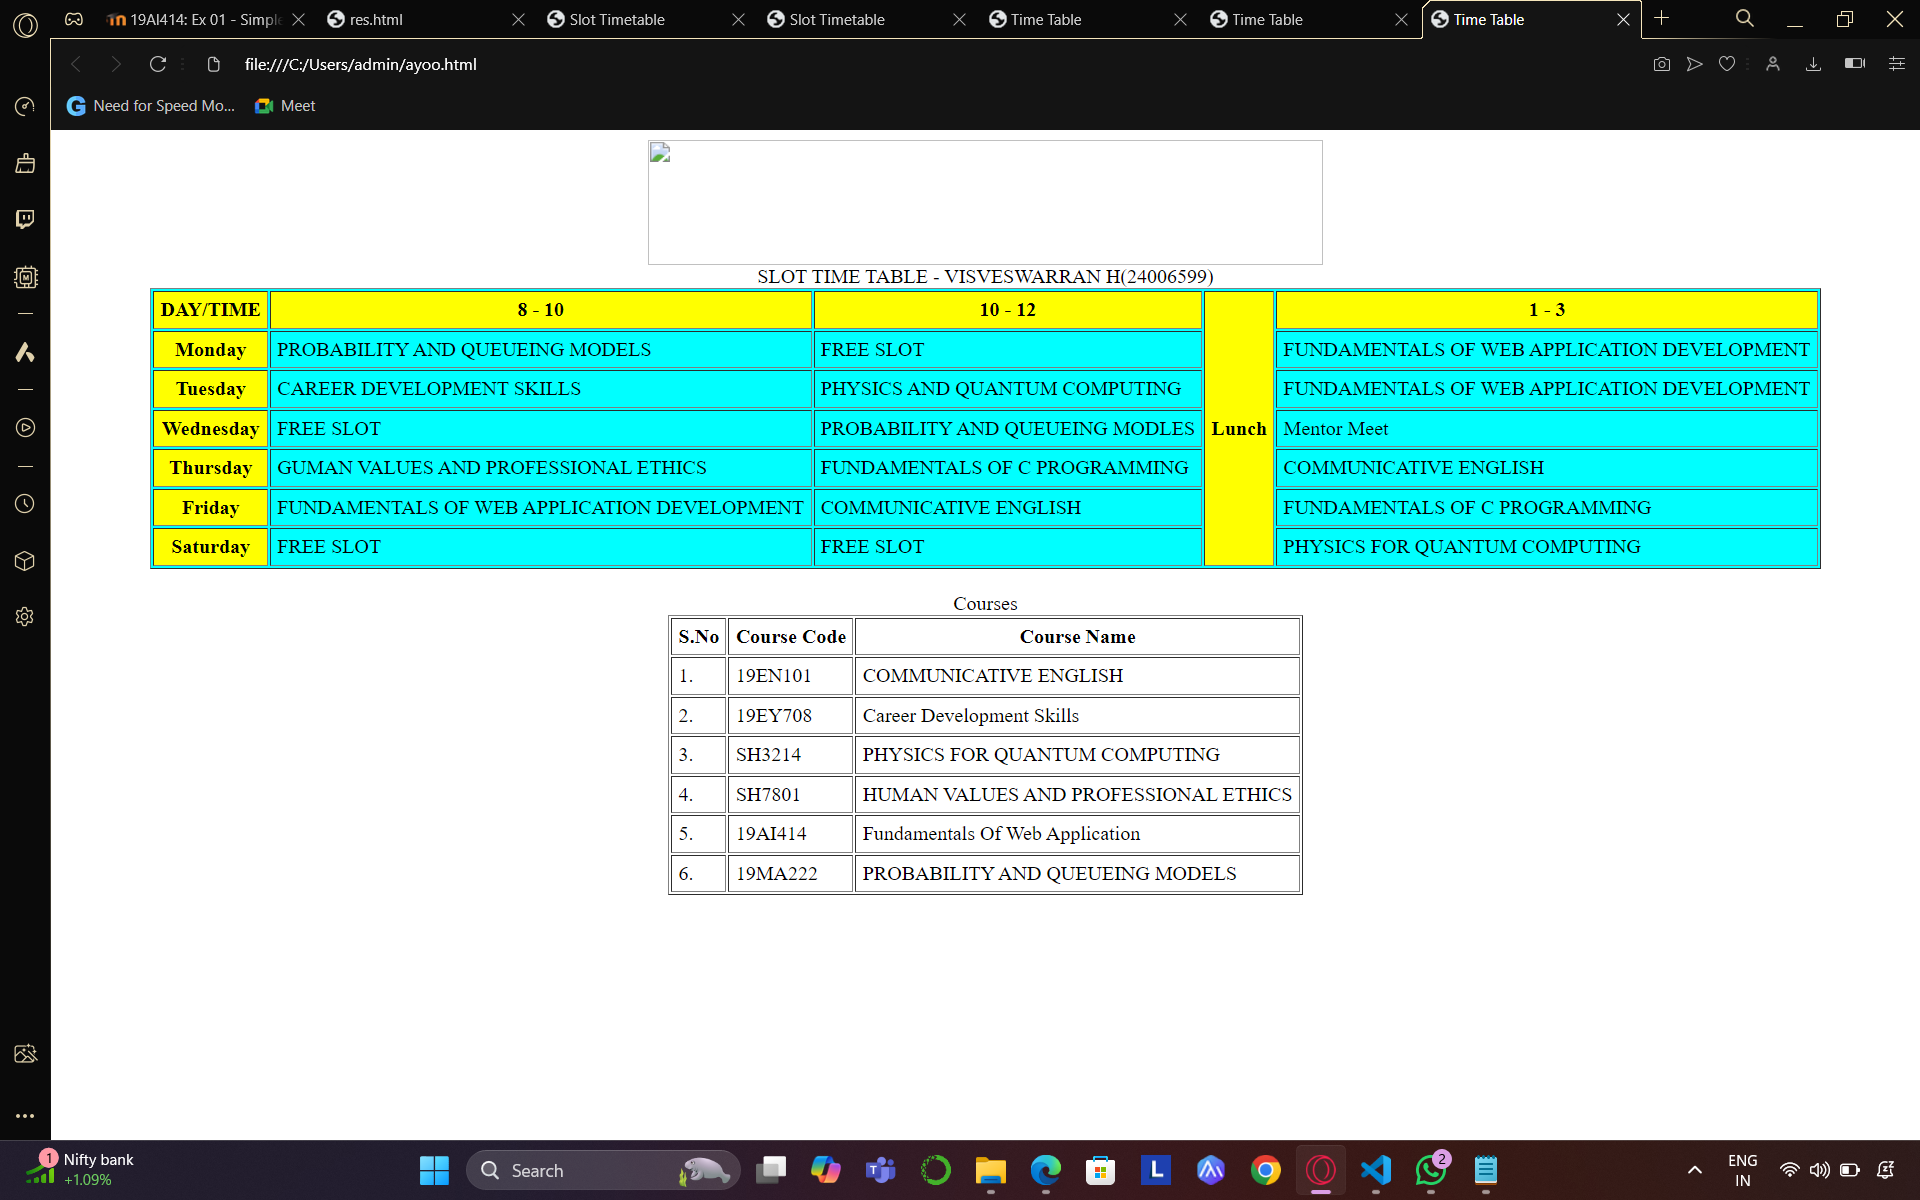 19AI414: Ex 01 - Simple
res.html
Slot Timetable
Slot Timetable
Time Table
Time Table
Time Table
file:///C:/Users/admin/ayoo.html
Need for Speed Mo...
Meet
SLOT TIME TABLE - VISVESWARRAN H(24006599)
DAY/TIME 8 - 10 10 - 12 Lunch 1 - 3
Monday PROBABILITY AND QUEUEING MODELS FREE SLOT FUNDAMENTALS OF WEB APPLICATION DEVELOPMENT
Tuesday CAREER DEVELOPMENT SKILLS PHYSICS AND QUANTUM COMPUTING FUNDAMENTALS OF WEB APPLICATION DEVELOPMENT
Wednesday FREE SLOT PROBABILITY AND QUEUEING MODLES Mentor Meet
Thursday GUMAN VALUES AND PROFESSIONAL ETHICS FUNDAMENTALS OF C PROGRAMMING COMMUNICATIVE ENGLISH
Friday FUNDAMENTALS OF WEB APPLICATION DEVELOPMENT COMMUNICATIVE ENGLISH FUNDAMENTALS OF C PROGRAMMING
Saturday FREE SLOT FREE SLOT PHYSICS FOR QUANTUM COMPUTING
Courses
S.No Course Code Course Name
1. 19EN101 COMMUNICATIVE ENGLISH
2. 19EY708 Career Development Skills
3. SH3214 PHYSICS FOR QUANTUM COMPUTING
4. SH7801 HUMAN VALUES AND PROFESSIONAL ETHICS
5. 19AI414 Fundamentals Of Web Application
6. 19MA222 PROBABILITY AND QUEUEING MODELS
1
Nifty bank
+1.09%
Search
L
2
ENG
IN